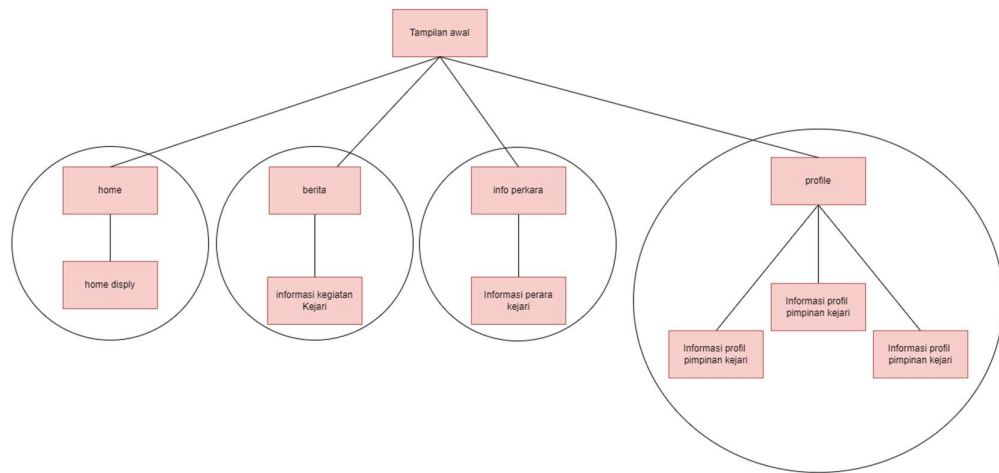 Tampilan awal
home
berita
info perkara
profile
home disply
informasi kegiatan
Kejari
Informasi perara
kejari
Informasi profil
pimpinan kejari
Informasi profil
pimpinan kejari
Informasi profil
pimpinan kejari